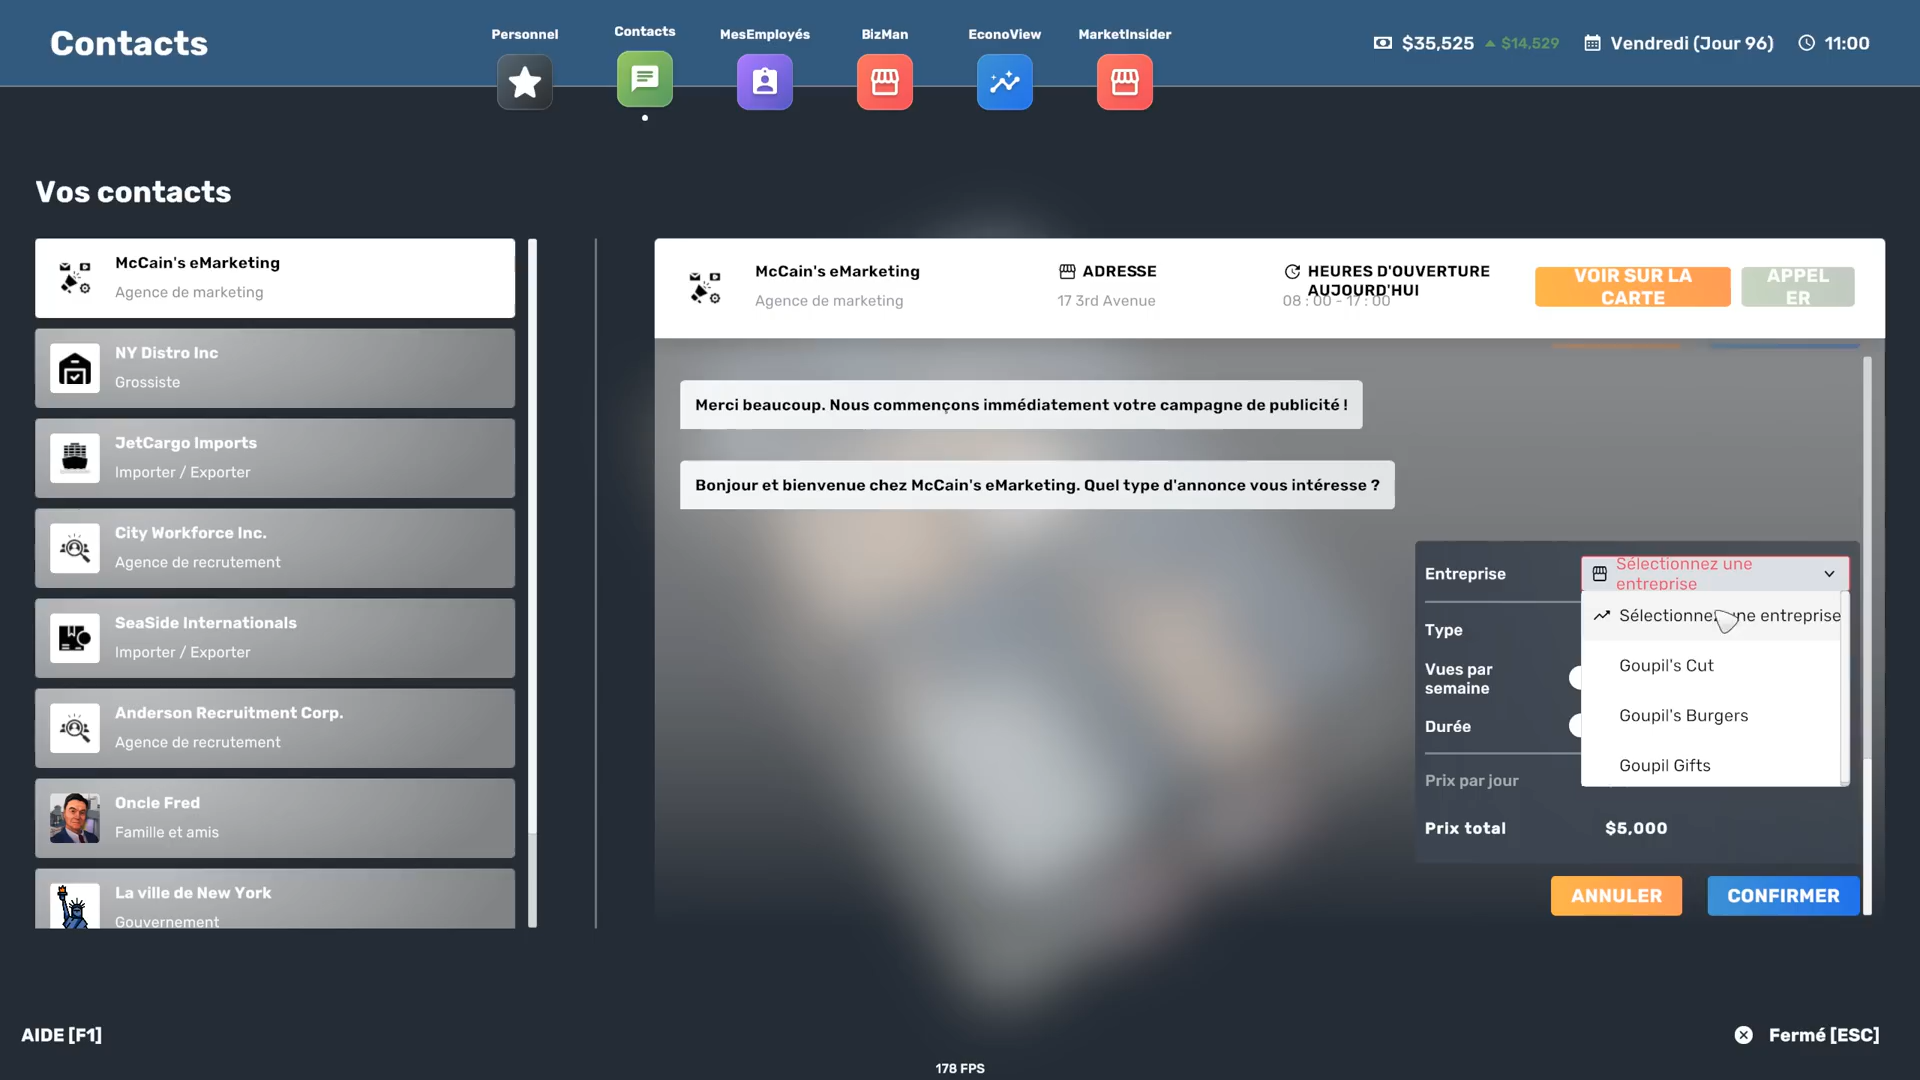 Contacts
Personnel
Contacts
MesEmployés
BizMan
EconoView
MarketInsider
$35,525
$14,529
Vendredi (Jour 96)
11:00
Vos contacts
McCain's eMarketing
Agence de marketing
NY Distro Inc
Grossiste
JetCargo Imports
Importer / Exporter
City Workforce Inc.
Agence de recrutement
SeaSide Internationals
Importer / Exporter
Anderson Recruitment Corp.
Agence de recrutement
Oncle Fred
Famille et amis
La ville de New York
Gouvernement
McCain's eMarketing
Agence de marketing
ADRESSE
17 3rd Avenue
HEURES D'OUVERTURE
AUJOURD'HUI
08 : 00 - 17 : 00
VOIR SUR LA
CARTE
APPEL
ER
Merci beaucoup. Nous commençons immédiatement votre campagne de publicité !
Bonjour et bienvenue chez McCain's eMarketing. Quel type d'annonce vous intéresse ?
Entreprise
Sélectionnez une
entreprise
Sélectionnez une entreprise
Goupil's Cut
Goupil's Burgers
Goupil Gifts
Type
Vues par
semaine
Durée
Prix par jour
Prix total
$5,000
ANNULER
CONFIRMER
AIDE [F1]
Fermé [ESC]
178 FPS